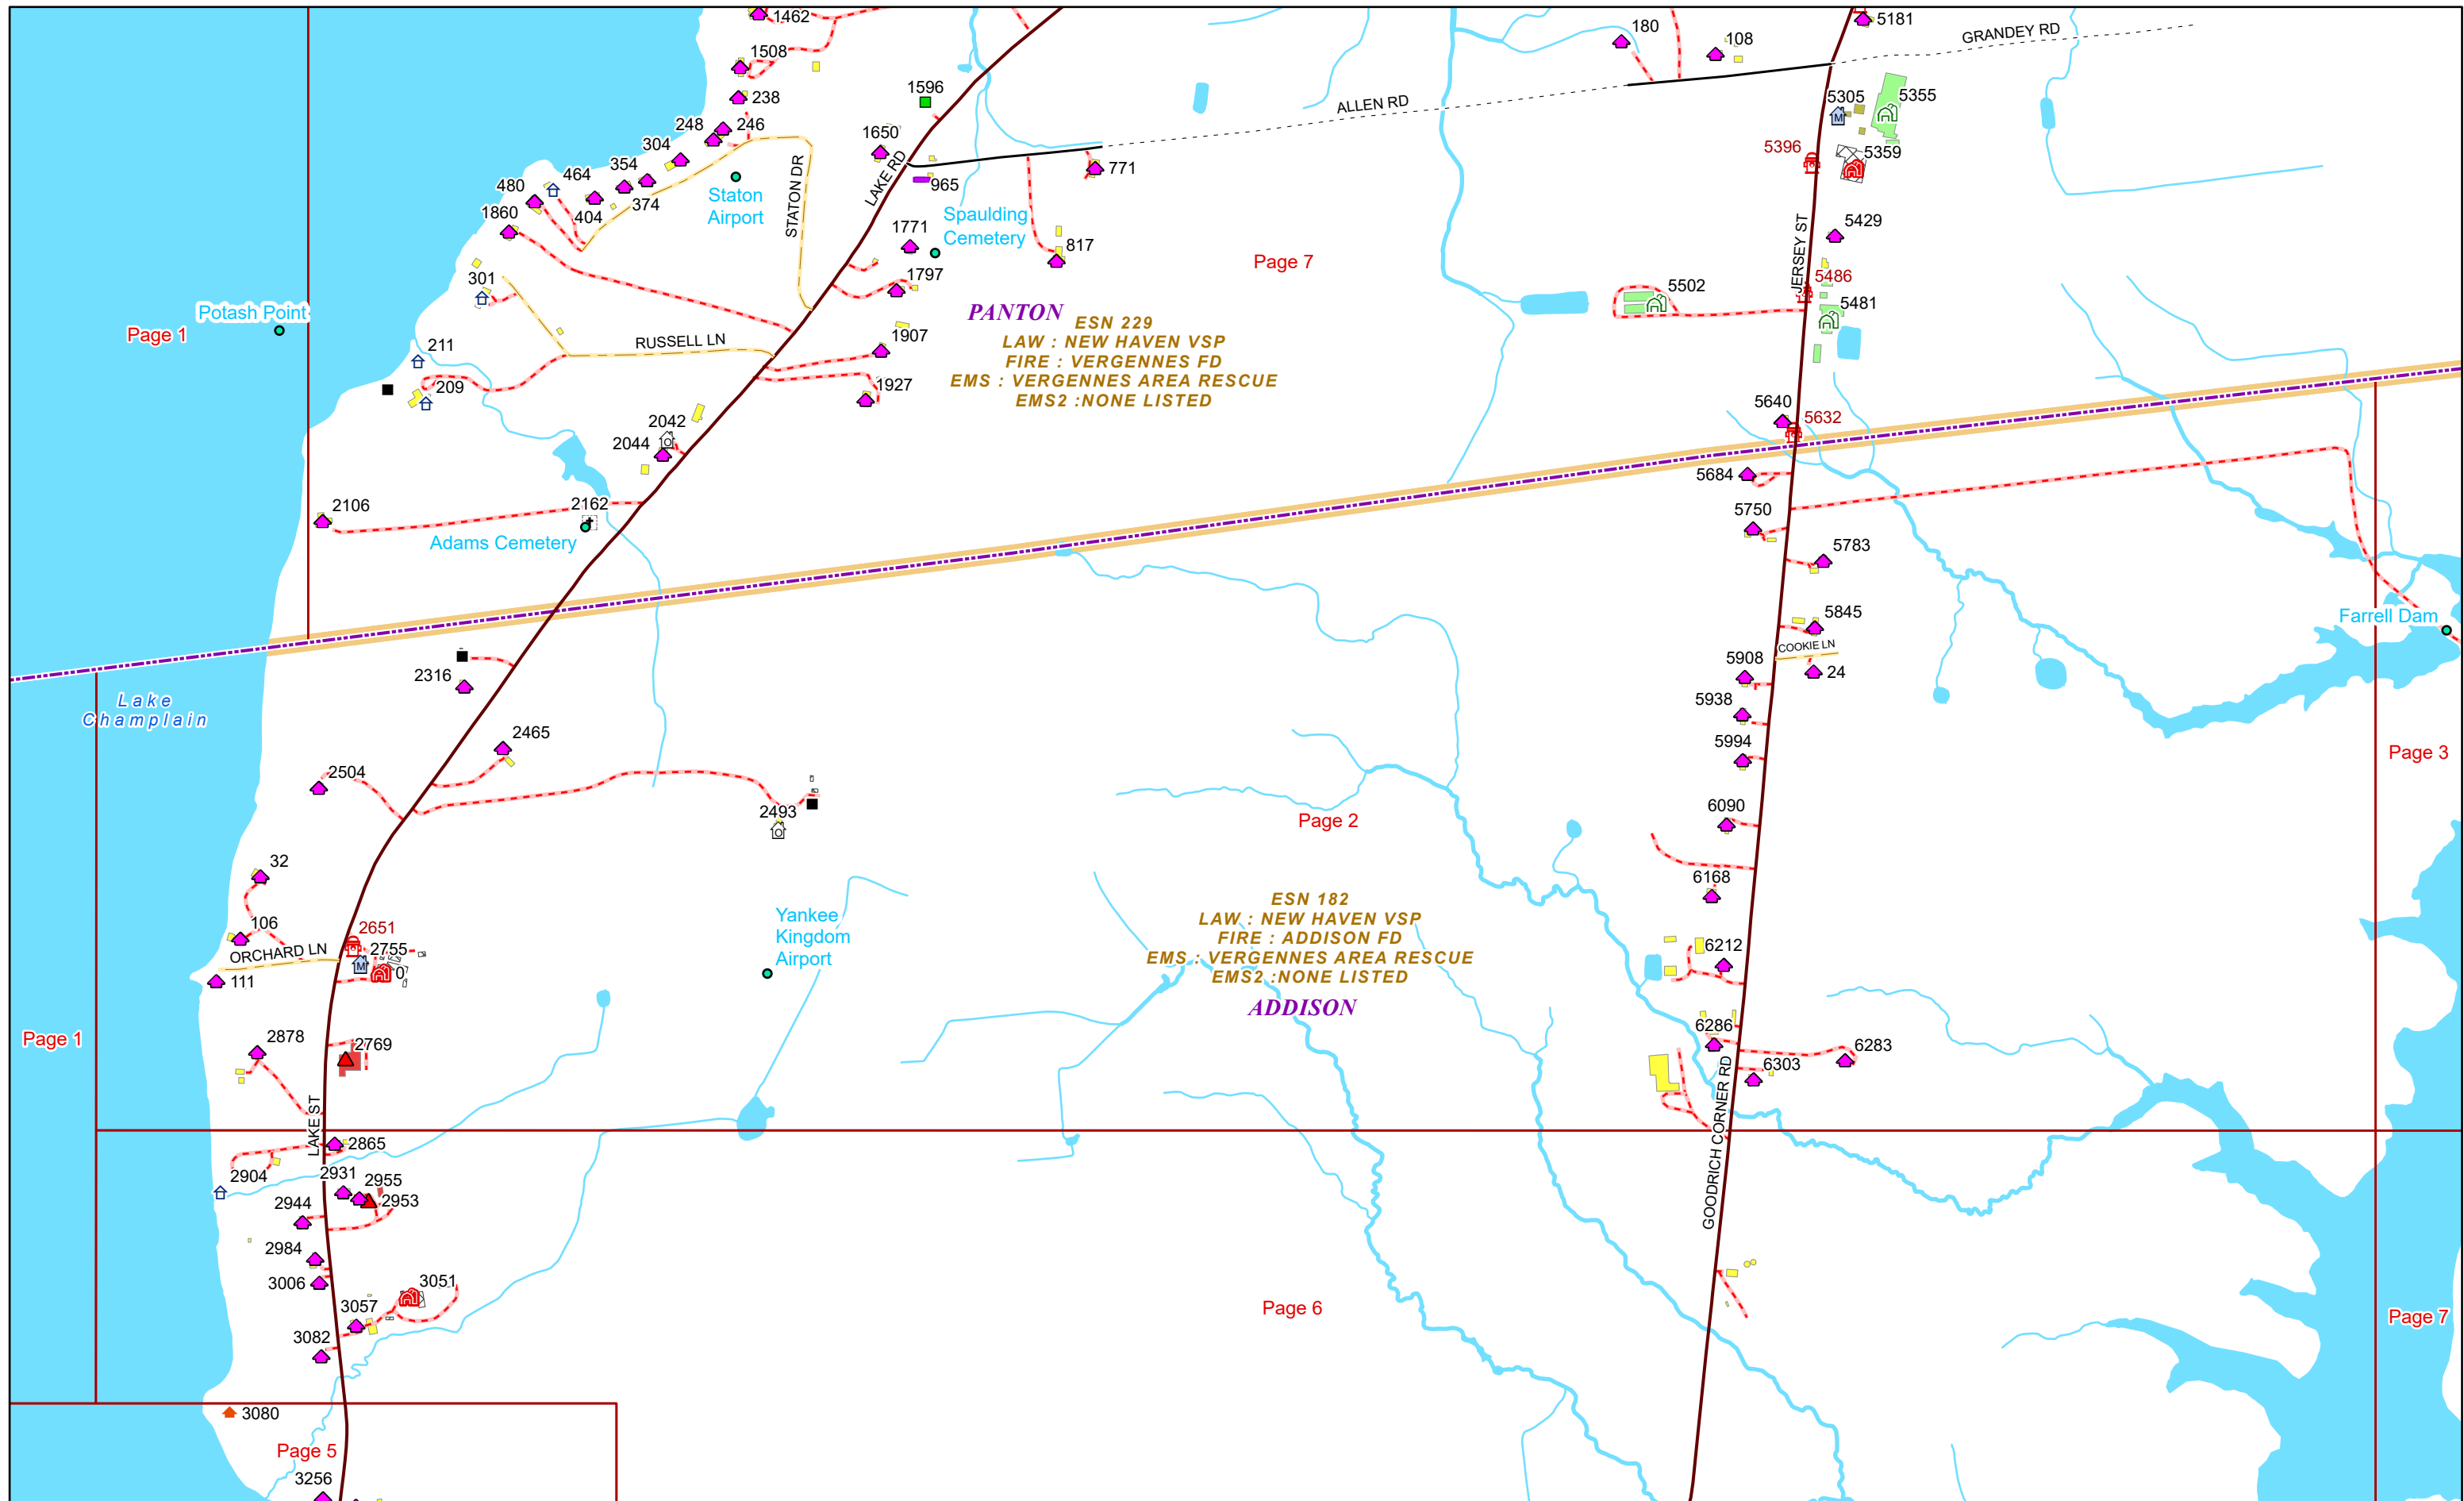 1462
180
108
5181
GRANDEY RD
1508
238
1596
ALLEN RD
5305
5355
248
246
304
1650
5396
5359
354
464
480
374
404
1860
STATON DR
LAKE RD
965
771
Staton
Airport
Spaulding
Cemetery
1771
817
5429
JERSEY ST
Page 7
301
1797
5502
5486
5481
Potash Point
Page 1
PANTON
ESN 229
LAW : NEW HAVEN VSP
FIRE : VERGENNES FD
EMS : VERGENNES AREA RESCUE
EMS2 :NONE LISTED
RUSSELL LN
1907
211
209
1927
2042
2044
5640
5632
5684
2106
2162
Adams Cemetery
5750
5783
5845
Farrell Dam
COOKIE LN
5908
24
2316
Lake
Champlain
5938
2465
5994
Page 3
2504
2493
6090
Page 2
32
6168
106
Yankee
Kingdom
Airport
ESN 182
LAW : NEW HAVEN VSP
FIRE : ADDISON FD
EMS : VERGENNES AREA RESCUE
EMS2 :NONE LISTED
ADDISON
2651
ORCHARD LN
2755
0
111
6212
M
M
Page 1
2878
2769
6286
6283
6303
LAKE ST
GOODRICH CORNER RD
2865
2904
2931
2955
2953
2944
2984
3006
3051
3057
3082
Page 6
Page 7
3080
Page 5
3256